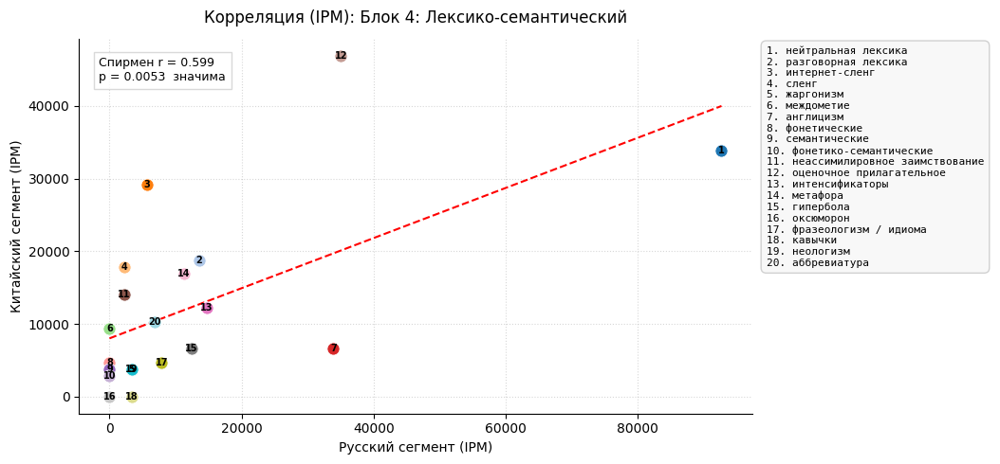 Корреляция (IPM): Блок 4: Лексико-семантический
Спирмен r = 0.599
p = 0.0053 значима
Китайский сегмент (IPM)
40000
30000
20000
10000
0
12
1
3
2
4
14
11
13
20
6
15
7
8
17
9
5
19
10
16
18
0
20000
40000
60000
80000
Русский сегмент (IPM)
1. нейтральная лексика
2. разговорная лексика
3. интернет-сленг
4. сленг
5. жаргонизм
6. междометие
7. англицизм
8. фонетические
9. семантические
10. фонетико-семантические
11. неассимилировное заимствование
12. оценочное прилагательное
13. интенсификаторы
14. метафора
15. гипербола
16. оксюморон
17. фразеологизм / идиома
18. кавычки
19. неологизм
20. аббревиатура